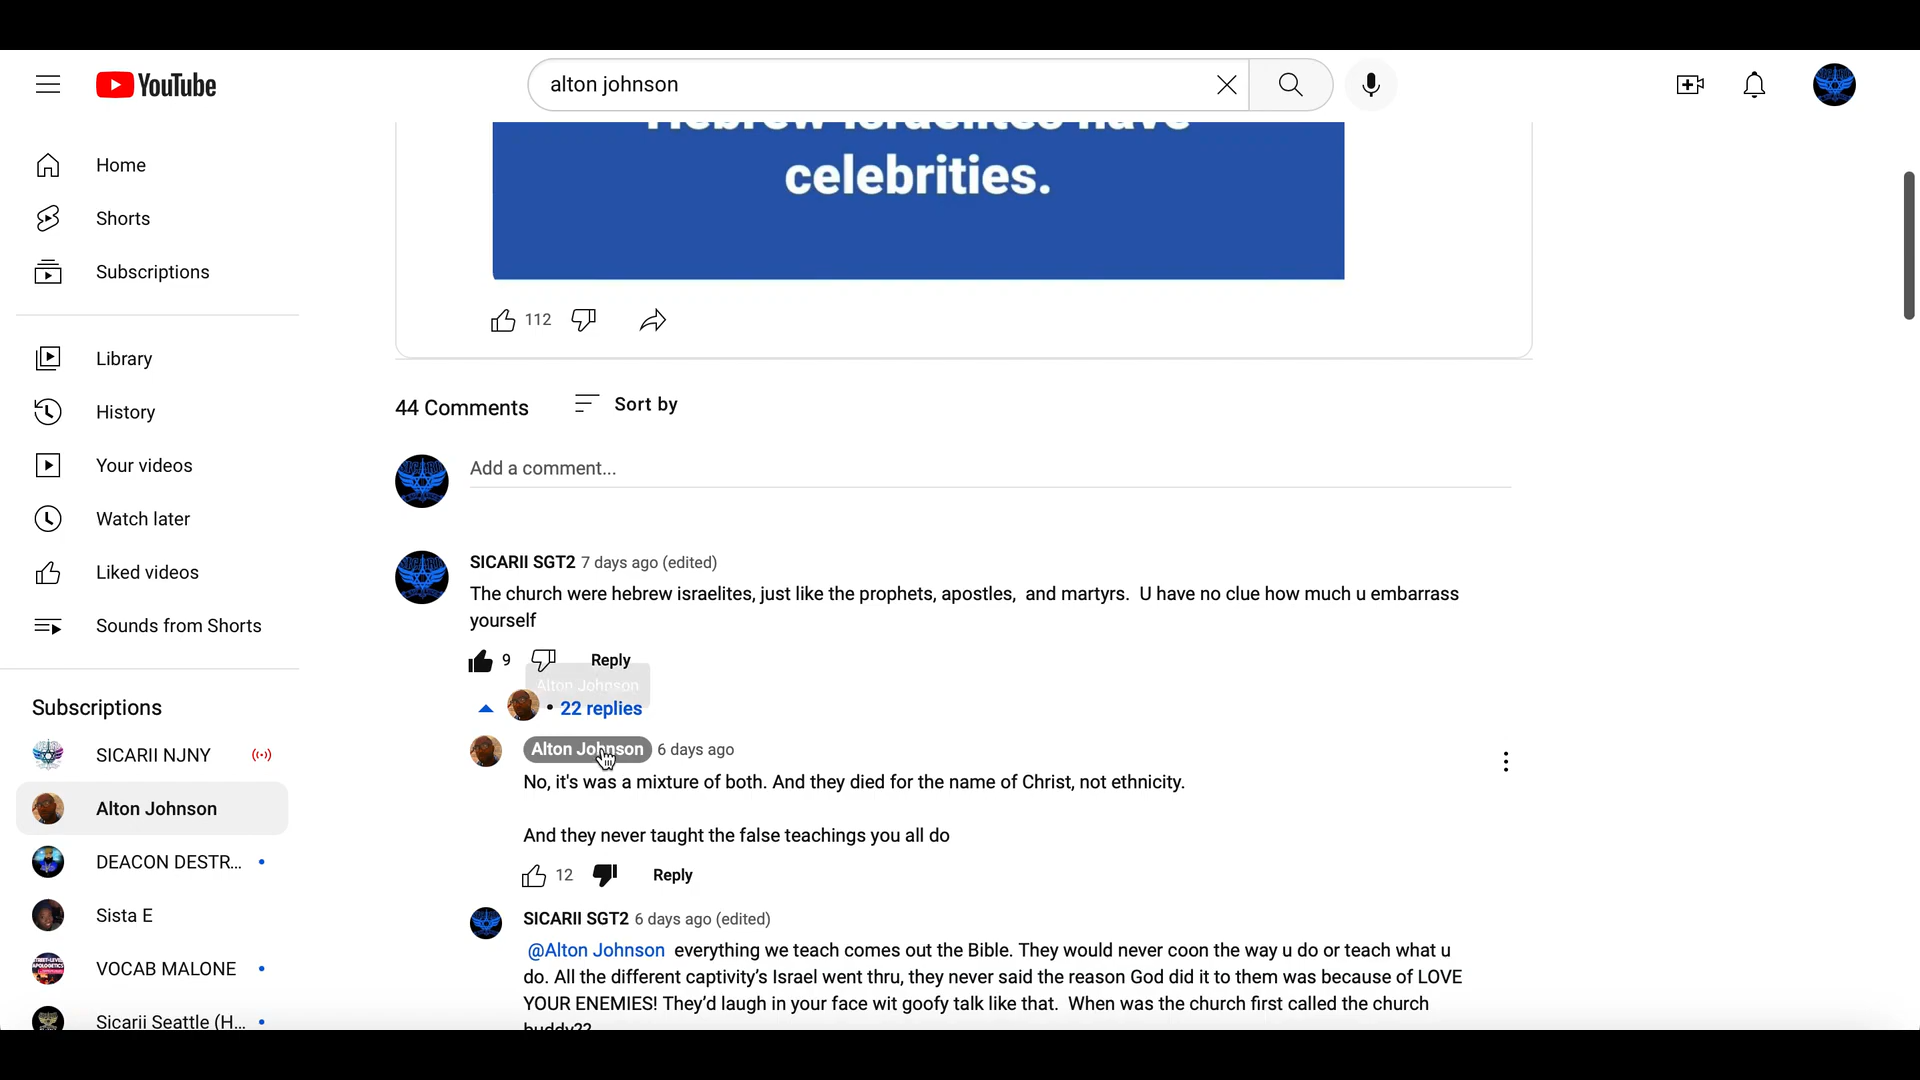 YouTube
alton johnson
Home
Shorts
Subscriptions
Library
History
Your videos
Watch later
Liked videos
Sounds from Shorts
Subscriptions
SICARII NJNY
Alton Johnson
DEACON DESTR...
Sista E
VOCAB MALONE
Sicarii Seattle (H...
Hebrew Israelites have
celebrities.
112
44 Comments
Sort by
Add a comment...
SICARII SGT2 7 days ago (edited)
The church were hebrew israelites, just like the prophets, apostles, and martyrs. U have no clue how much u embarrass
yourself
9
Reply
Alton Johnson
• 22 replies
Alton Johnson 6 days ago
No, it's was a mixture of both. And they died for the name of Christ, not ethnicity.
And they never taught the false teachings you all do
12
Reply
SICARII SGT2 6 days ago (edited)
@Alton Johnson everything we teach comes out the Bible. They would never coon the way u do or teach what u
do. All the different captivity's Israel went thru, they never said the reason God did it to them was because of LOVE
YOUR ENEMIES! They'd laugh in your face wit goofy talk like that. When was the church first called the church
buddy??